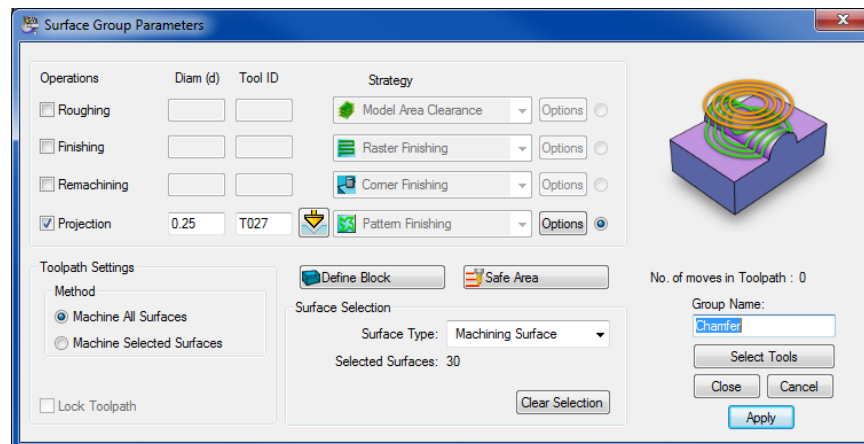 Surface Group Parameters
x
Operations Diam (d) Tool ID Strategy
Roughing Model Area Clearance Options
Finishing Raster Finishing Options
Remachining Corner Finishing Options
Projection 0.25 T027 Pattern Finishing Options
Toolpath Settings
Method
Machine All Surfaces
Machine Selected Surfaces
Lock Toolpath
Define Block Safe Area
Surface Selection
Surface Type: Machining Surface
Selected Surfaces: 30
Clear Selection
No. of moves in Toolpath : 0
Group Name:
Chamfer
Select Tools
Close Cancel
Apply